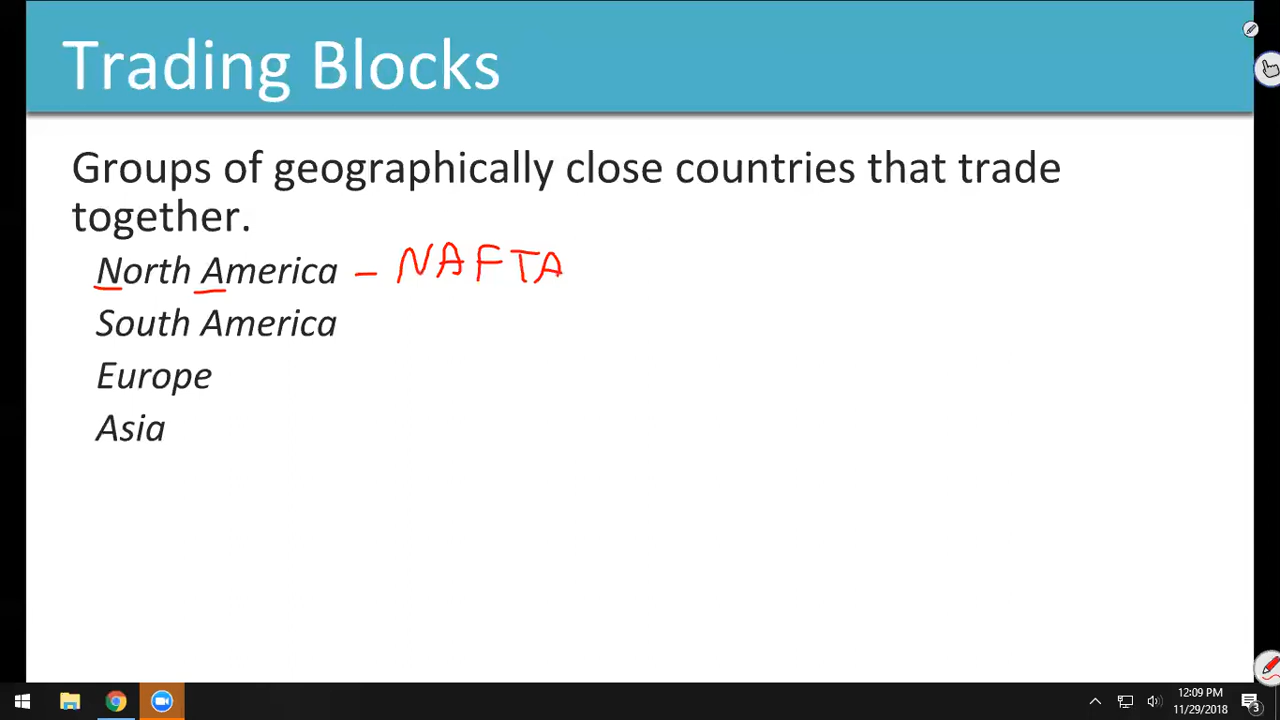 Trading Blocks
Groups of geographically close countries that trade
together.
North America – NAFTA
South America
Europe
Asia
12:09 PM
11/29/2018
3